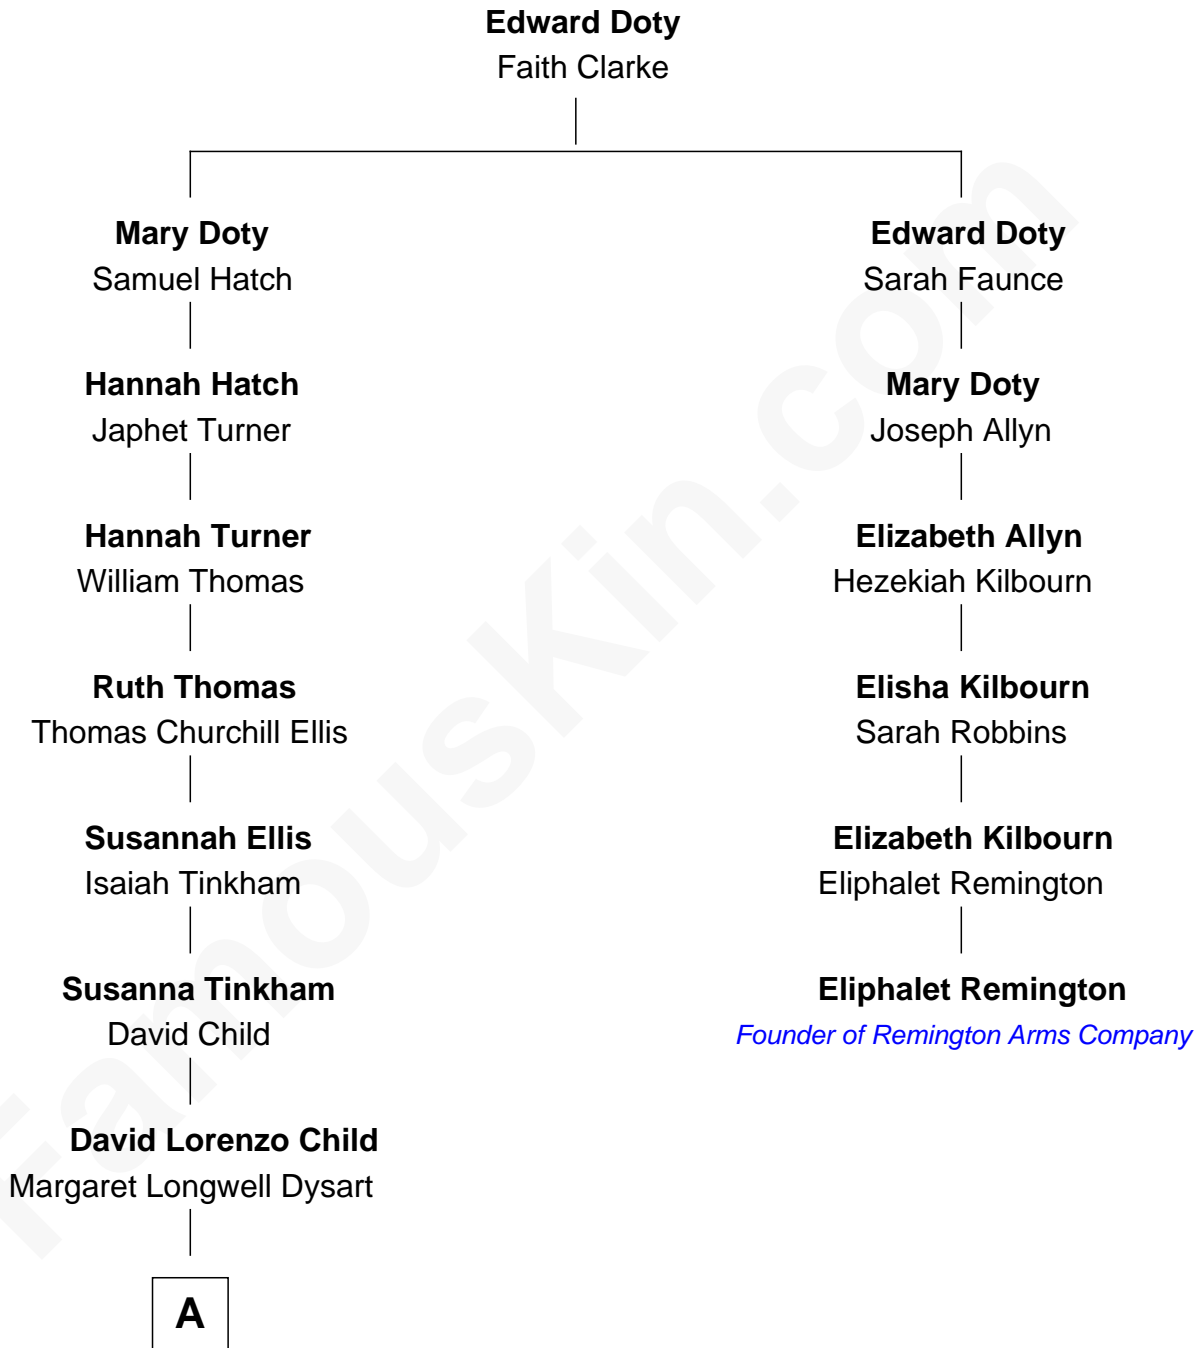 Edward Doty
Faith Clarke
Mary Doty
Samuel Hatch
Edward Doty
Sarah Faunce
Hannah Hatch
Japhet Turner
Mary Doty
Joseph Allyn
Hannah Turner
William Thomas
Elizabeth Allyn
Hezekiah Kilbourn
Ruth Thomas
Thomas Churchill Ellis
Elisha Kilbourn
Sarah Robbins
Susannah Ellis
Isaiah Tinkham
Elizabeth Kilbourn
Eliphalet Remington
Susanna Tinkham
David Child
Eliphalet Remington
Founder of Remington Arms Company
David Lorenzo Child
Margaret Longwell Dysart
A
FamousKin.com